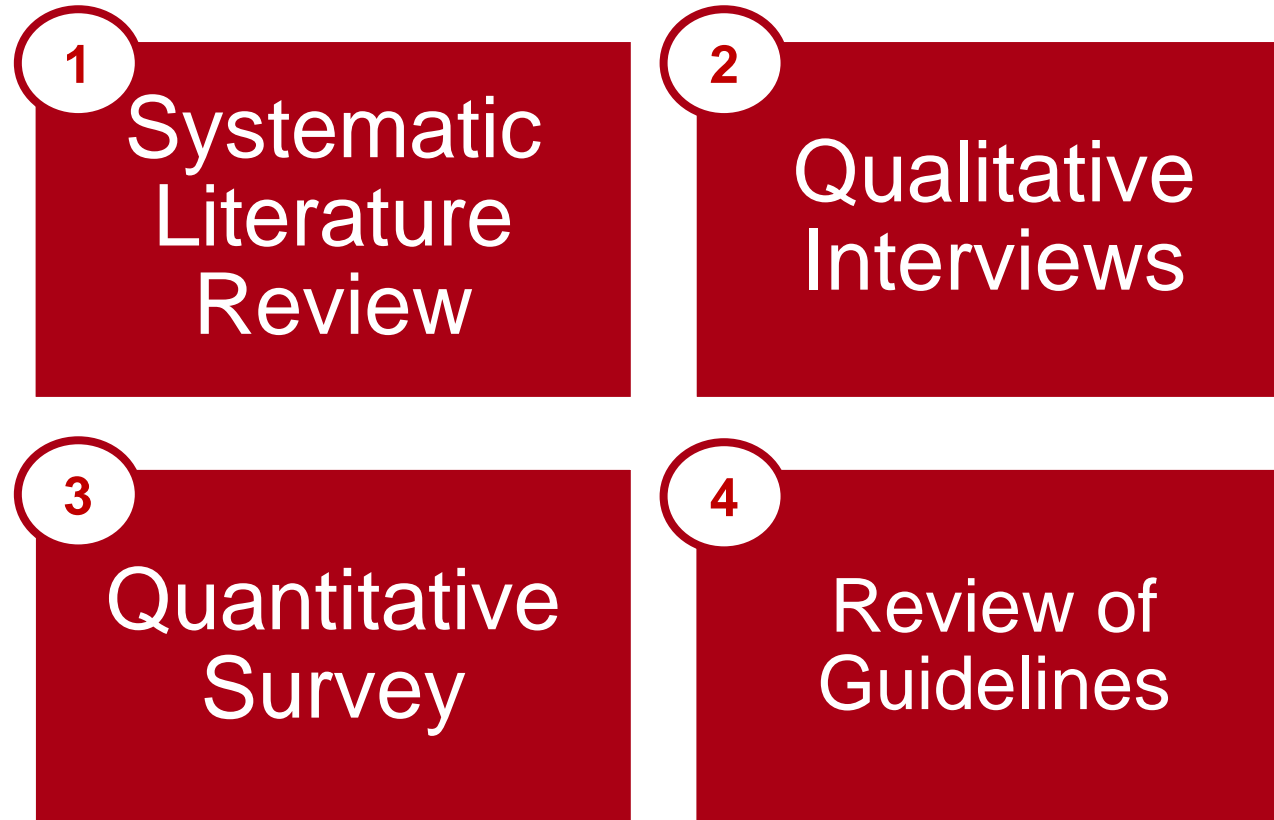 1
Systematic
Literature
Review
2
Qualitative
Interviews
3
Quantitative
Survey
4
Review of
Guidelines